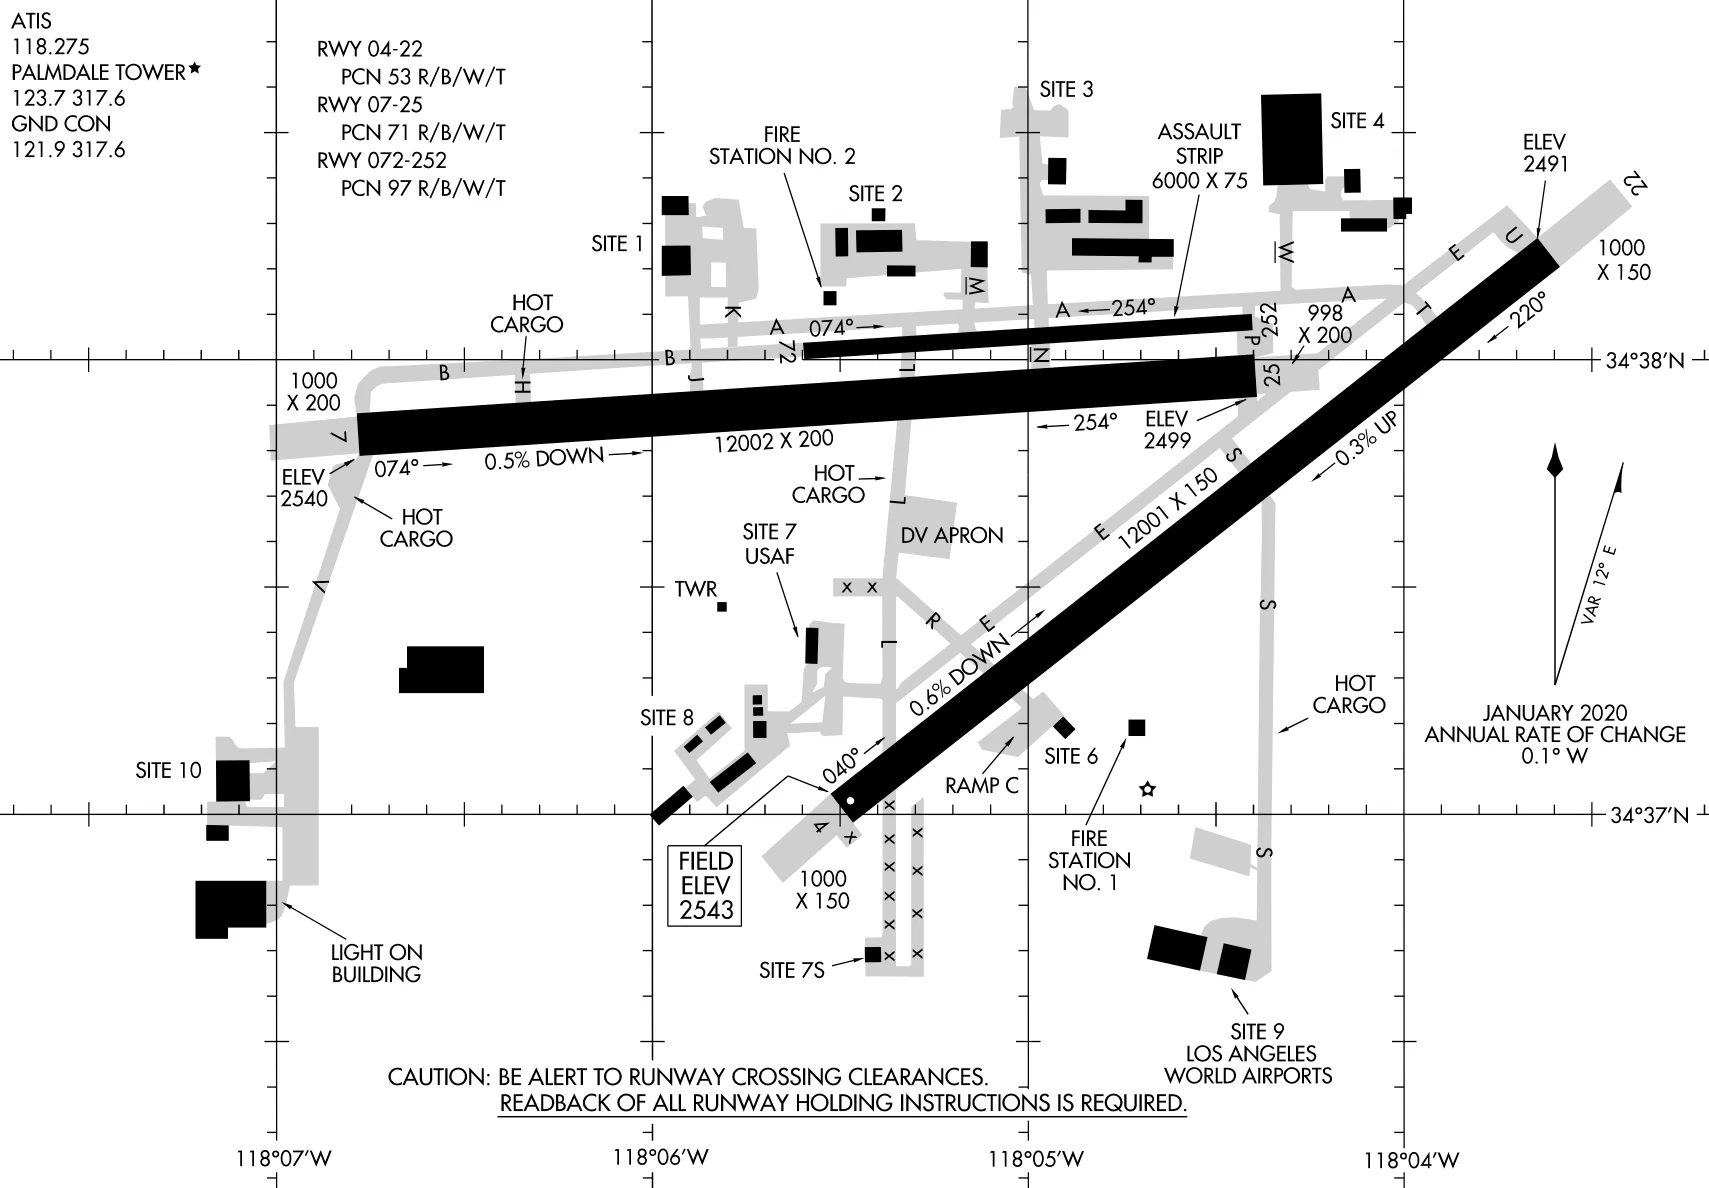 ATIS
118.275
PALMDALE TOWER★
123.7 317.6
GND CON
121.9 317.6
RWY 04-22
PCN 53 R/B/W/T
RWY 07-25
PCN 71 R/B/W/T
RWY 072-252
PCN 97 R/B/W/T
SITE 3
FIRE
STATION NO. 2
ASSAULT
STRIP
6000 X 75
SITE 4
ELEV
2491
22
SITE 2
SITE 1
W
E
U
1000
X 150
M
HOT
CARGO
K
A
074°
A
254°
A
252
998
X 200
T
220°
72
B
B
J
L
N
P
25
34°38'N
1000
X 200
H
7
12002 X 200
254°
ELEV
2499
ELEV
2540
074°
0.5% DOWN
0.3% UP
S
HOT
CARGO
L
HOT
CARGO
12001 X 150
SITE 7
USAF
DV APRON
E
VAR 12° E
V
TWR
X X
R
E
S
L
0.6% DOWN
HOT
CARGO
JANUARY 2020
ANNUAL RATE OF CHANGE
0.1° W
SITE 8
SITE 6
SITE 10
040°
RAMP C
4
X
X
X
X
X
X
X
X
X
X
X
34°37'N
FIELD
ELEV
2543
1000
X 150
FIRE
STATION
NO. 1
S
LIGHT ON
BUILDING
SITE 7S
SITE 9
LOS ANGELES
WORLD AIRPORTS
CAUTION: BE ALERT TO RUNWAY CROSSING CLEARANCES.
READBACK OF ALL RUNWAY HOLDING INSTRUCTIONS IS REQUIRED.
118°07'W
118°06'W
118°05'W
118°04'W